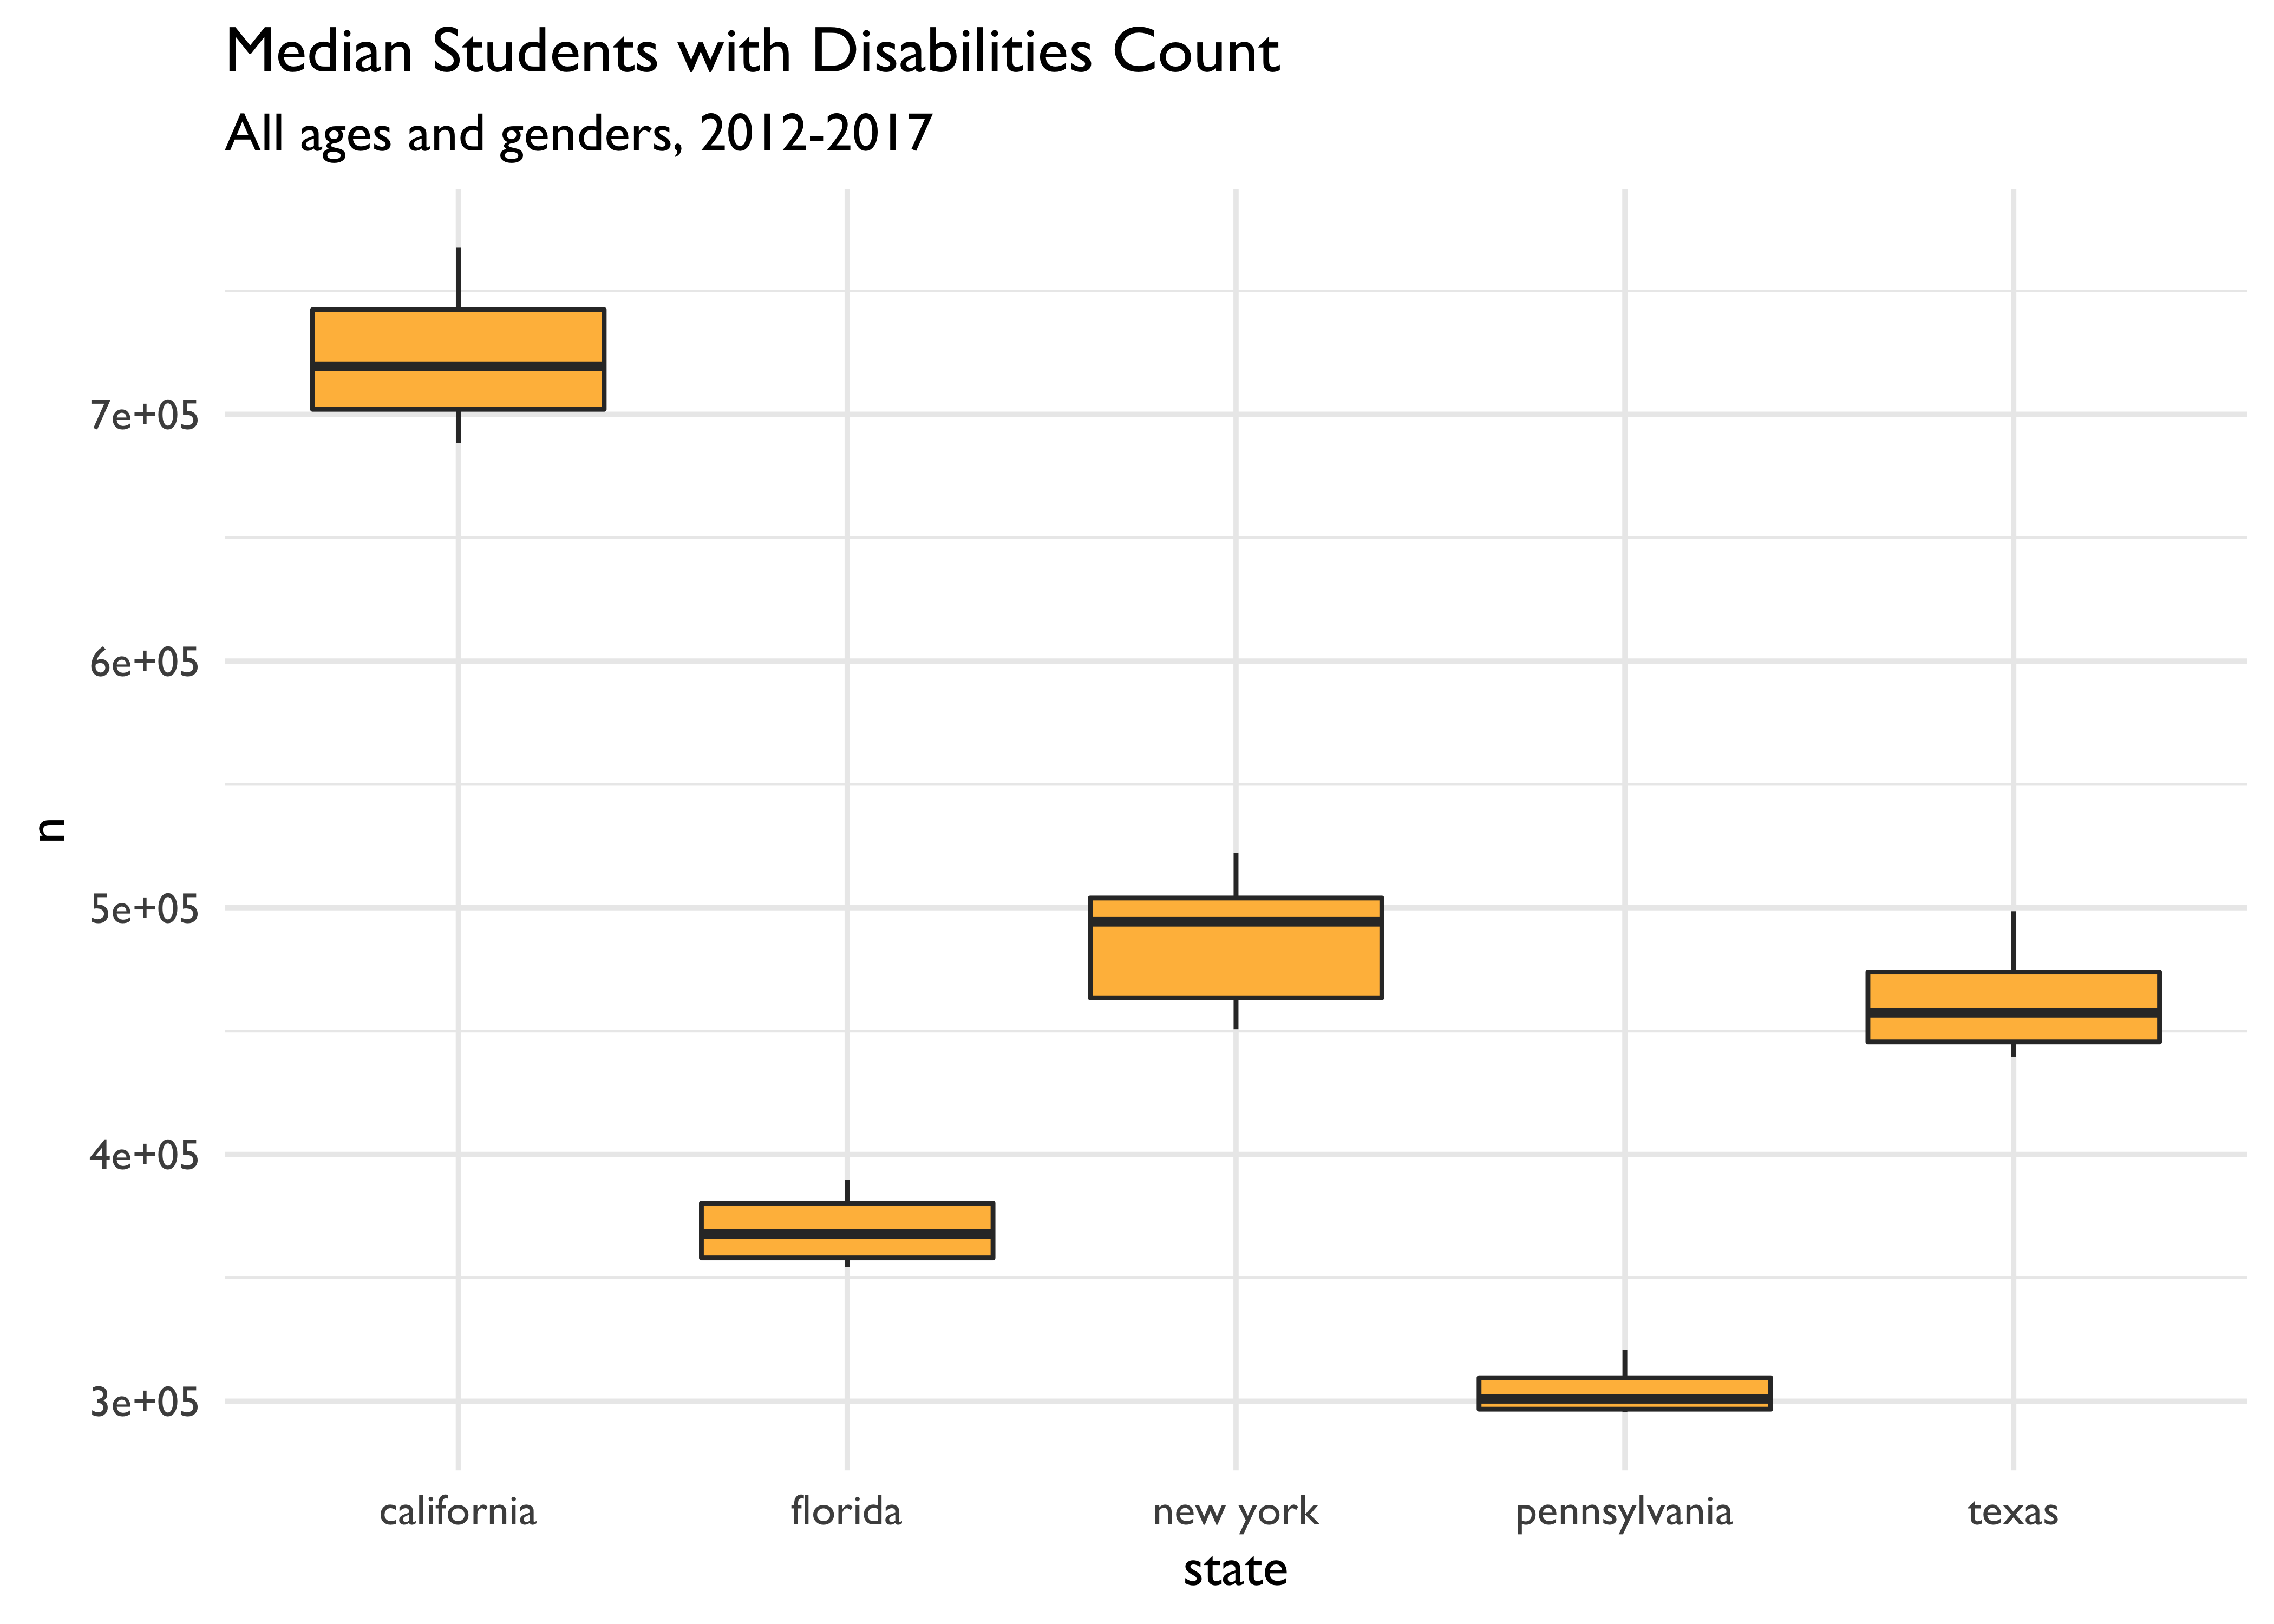 Median Students with Disabilities Count
All ages and genders, 2012-2017
n
7e+05
6e+05
5e+05
4e+05
3e+05
california florida new york pennsylvania texas
state